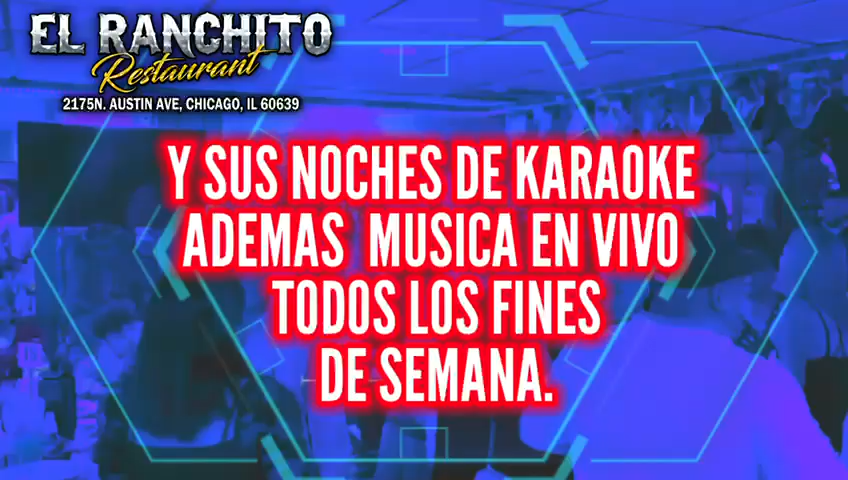 EL RANCHITO
Restaurant
2175N. AUSTIN AVE, CHICAGO, IL 60639
Y SUS NOCHES DE KARAOKE
ADEMAS MUSICA EN VIVO
TODOS LOS FINES
DE SEMANA.